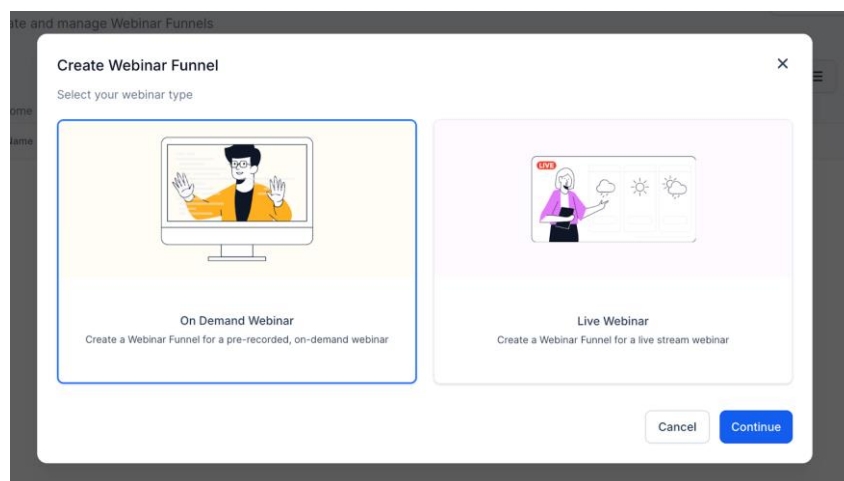 ate and manage Webinar Funnels
Create Webinar Funnel
Select your webinar type
ome
Name
LIVE
On Demand Webinar
Create a Webinar Funnel for a pre-recorded, on-demand webinar
Live Webinar
Create a Webinar Funnel for a live stream webinar
Cancel
Continue